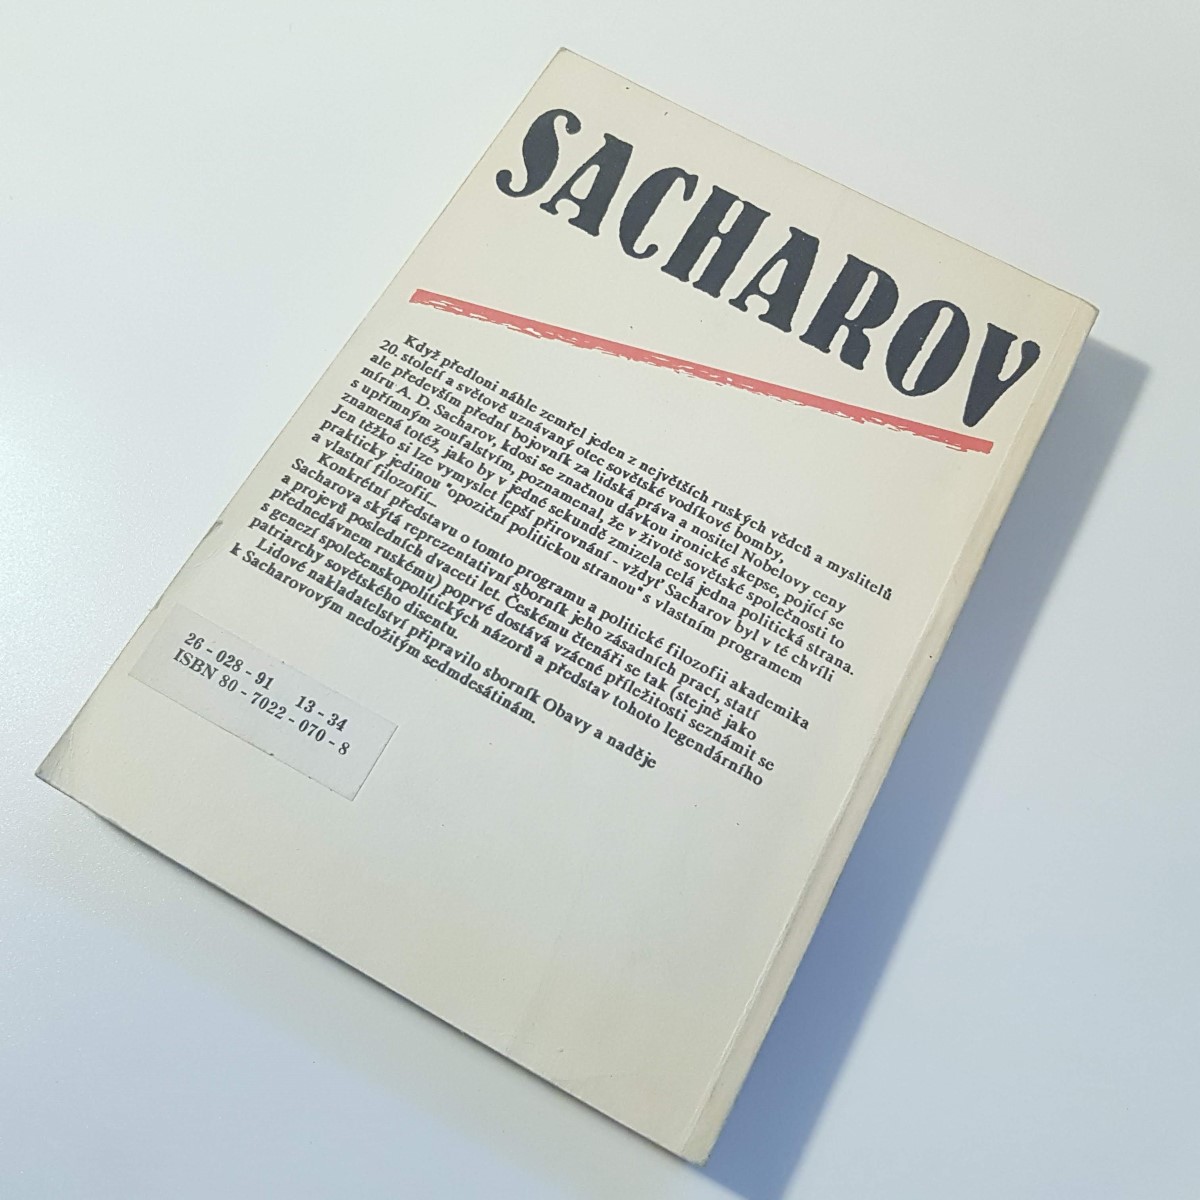 SACHAROV
Když předloni náhle zemřel jeden z největších ruských vědců a myslitelů
20. století a světově uznávaný otec sovětské vodíkové bomby,
ale především přední bojovník za lidská práva a nositel Nobelovy ceny
míru A. D. Sacharov, kdosi se značnou dávkou ironické skepse, pojící se
s upřímným zoufalstvím, poznamenal, že v životě sovětské společnosti to
znamená totéž, jako by v jedné sekundě zmizela celá jedna politická strana.
Jen těžko si lze vymyslet lepší přirovnání - vždyť Sacharov byl v té chvíli
prakticky jedinou "opoziční politickou stranou" s vlastním programem
a vlastní filozofií...
Konkrétní představu o tomto programu a politické filozofii akademika
Sacharova skýtá reprezentativní sborník jeho zásadních prací, statí
a projevů posledních dvaceti let. Českému čtenáři se tak (stejně jako
přednedávnem ruskému) poprvé dostává vzácné příležitosti seznámit se
s genezí společenskopolitických názorů a představ tohoto legendárního
patriarchy sovětského disentu.
Lidové nakladatelství připravilo sborník Obavy a naděje
k Sacharovovým nedožitým sedmdesátinám.
26 - 028 - 91 13 - 34
ISBN 80 - 7022 - 070 - 8